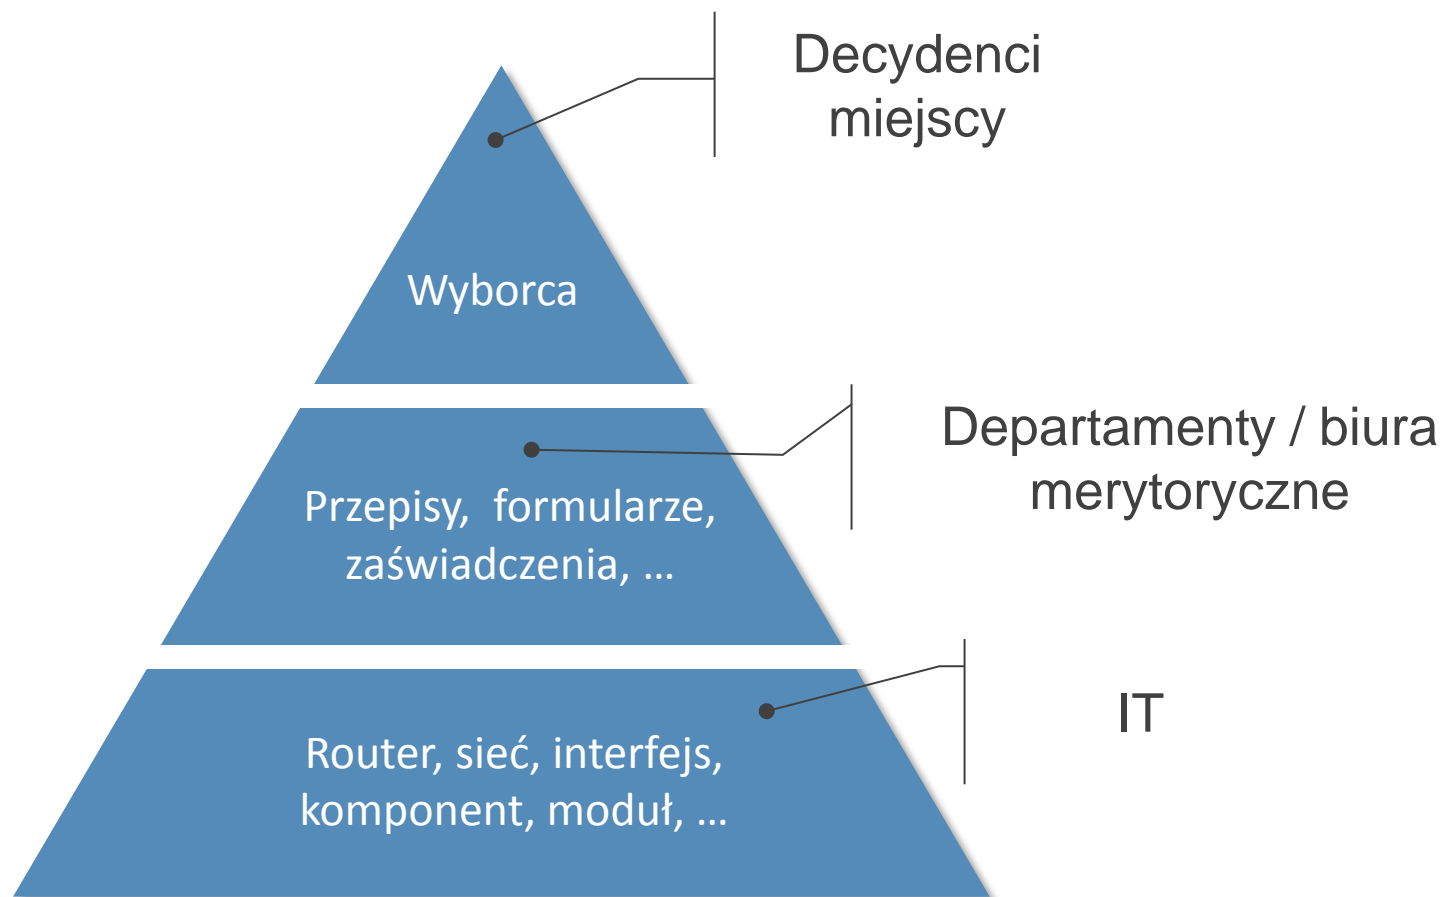 Decydenci
miejscy
Wyborca
Departamenty / biura
merytoryczne
Przepisy, formularze,
zaświadczenia, ...
IT
Router, sieć, interfejs,
komponent, moduł, ...